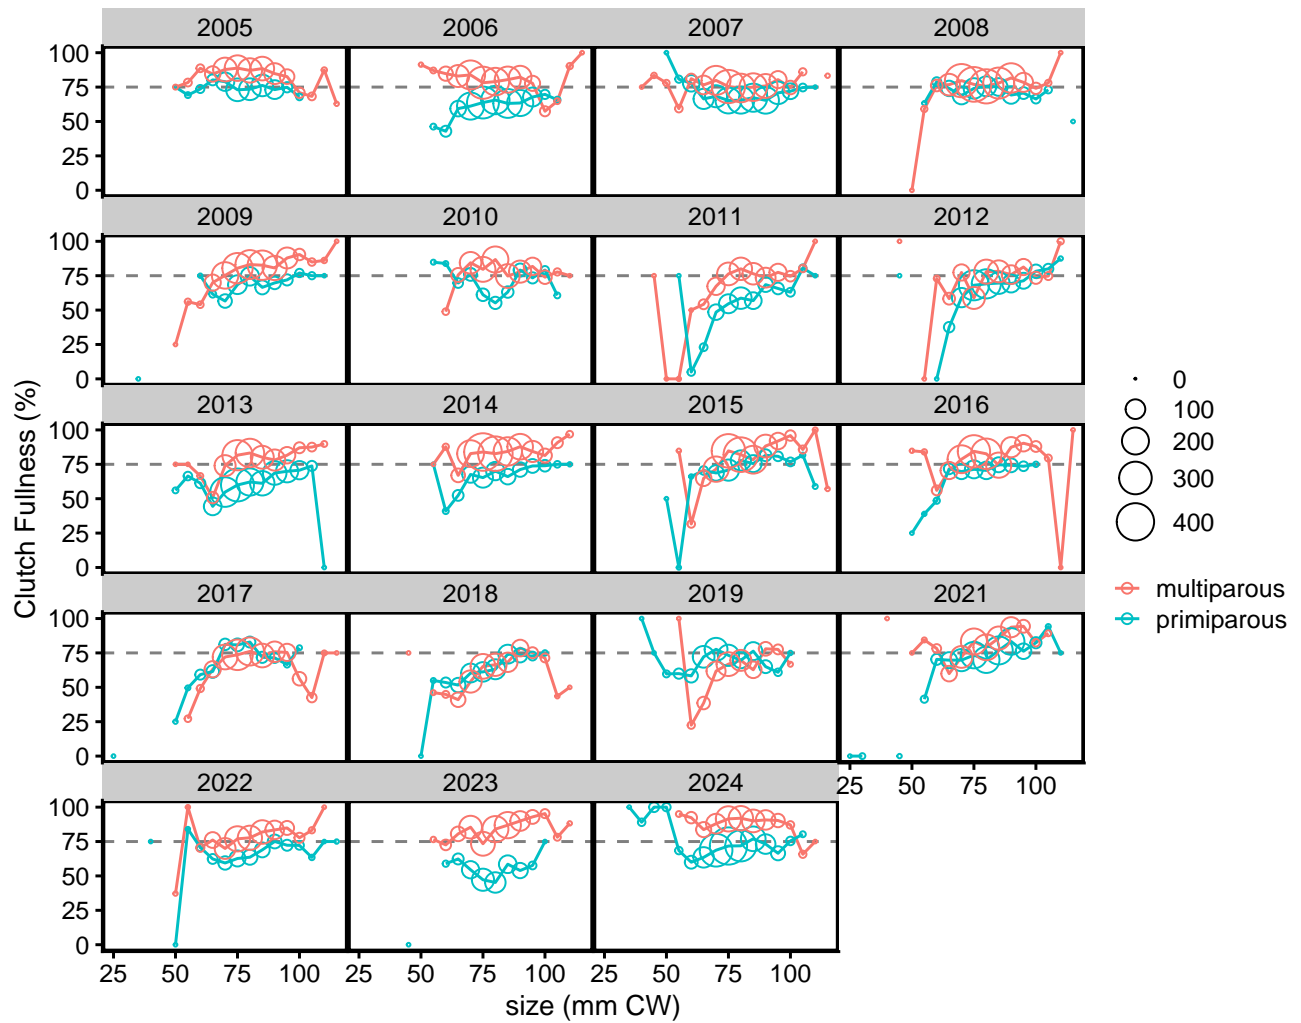 2005 2006 2007 2008
100
75
50
25
0
2009 2010 2011 2012
100
75
50
25
0
2013 2014 2015 2016
100
75
50
25
0
2017 2018 2019 2021
100
75
50
25
0
25 50 75 100
2022 2023 2024
100
75
50
25
0
25 50 75 100 25 50 75 100 25 50 75 100
size (mm CW)
Clutch Fullness (%)
0
100
200
300
400
multiparous
primiparous